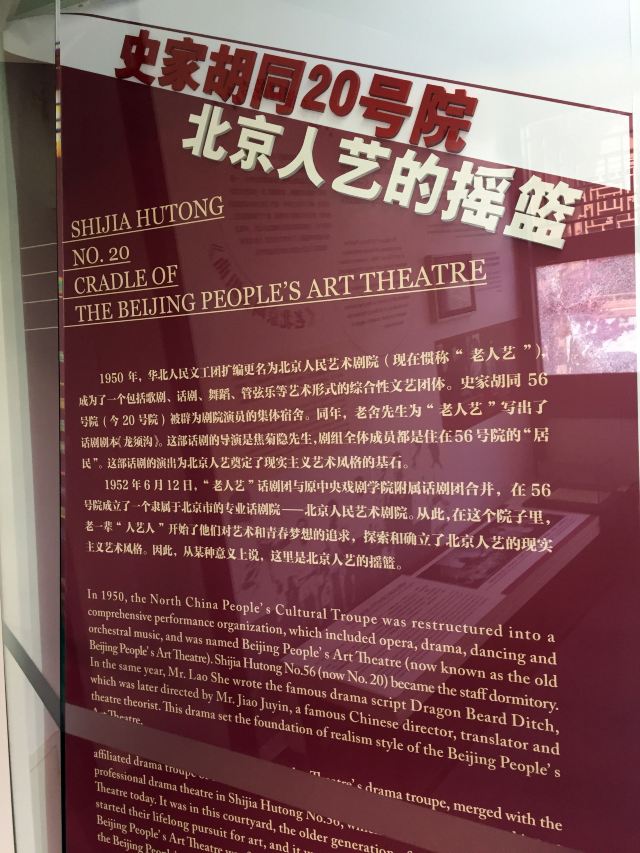 史家胡同20号院
北京人艺的摇篮
SHIJIA HUTONG
NO. 20
CRADLE OF
THE BEIJING PEOPLE'S ART THEATRE
1950 年，华北人民文工团扩编更名为北京人民艺术剧院（现在惯称“ 老人艺 ”），
成为了一个包括歌剧、话剧、舞蹈、管弦乐等艺术形式的综合性文艺团体。史家胡同 56
号院（今 20 号院）被辟为剧院演员的集体宿舍。同年，老舍先生为“ 老人艺 ”写出了
话剧剧本《龙须沟》。这部话剧的导演是焦菊隐先生，剧组全体成员都是住在56号院的“居
民”。这部话剧的演出为北京人艺奠定了现实主义艺术风格的基石。
1952 年 6 月 12 日，“老人艺”话剧团与原中央戏剧学院附属话剧团合并，在 56
号院成立了一个隶属于北京市的专业话剧院——北京人民艺术剧院。从此，在这个院子里，
老一辈“人艺人”开始了他们对艺术和青春梦想的追求，探索和确立了北京人艺的现实
主义艺术风格。因此，从某种意义上说，这里是北京人艺的摇篮。
In 1950, the North China People's Cultural Troupe was restructured into a
comprehensive performance organization, which included opera, drama, dancing and
orchestral music, and was named Beijing People's Art Theatre (now known as the old
Beijing People's Art Theatre). Shijia Hutong No.56 (now No. 20) became the staff dormitory.
In the same year, Mr. Lao She wrote the famous drama script Dragon Beard Ditch,
which was later directed by Mr. Jiao Juyin, a famous Chinese director, translator and
theatre theorist. This drama set the foundation of realism style of the Beijing People's
Art Theatre.
affiliated drama troupe Theatre's drama troupe, merged with the
professional drama theatre in Shijia Hutong No.56,
Theatre today. It was in this courtyard, the older generation
started their lifelong pursuit for art, and it
Beijing People's Art Theatre
the Beijing